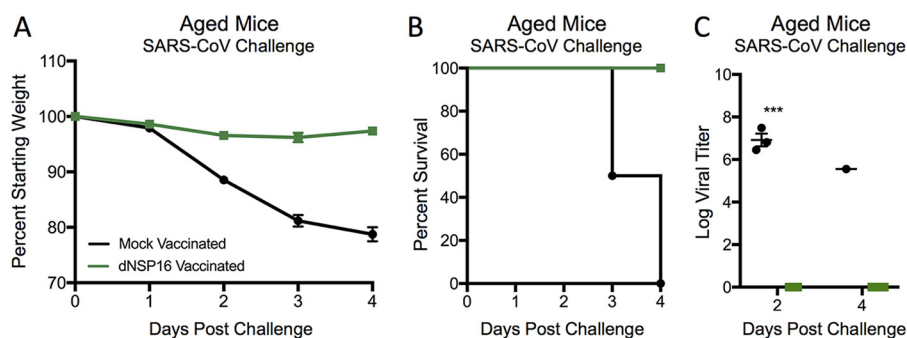 A
Aged Mice
SARS-CoV Challenge
Percent Starting Weight
110
100
90
80
70
Mock Vaccinated
dNSP16 Vaccinated
0
1
2
3
4
Days Post Challenge
B
Aged Mice
SARS-CoV Challenge
Percent Survival
100
80
60
40
20
0
0
1
2
3
4
Days Post Challenge
C
Aged Mice
SARS-CoV Challenge
Log Viral Titer
10
8
6
4
2
0
***
2
4
Days Post Challenge